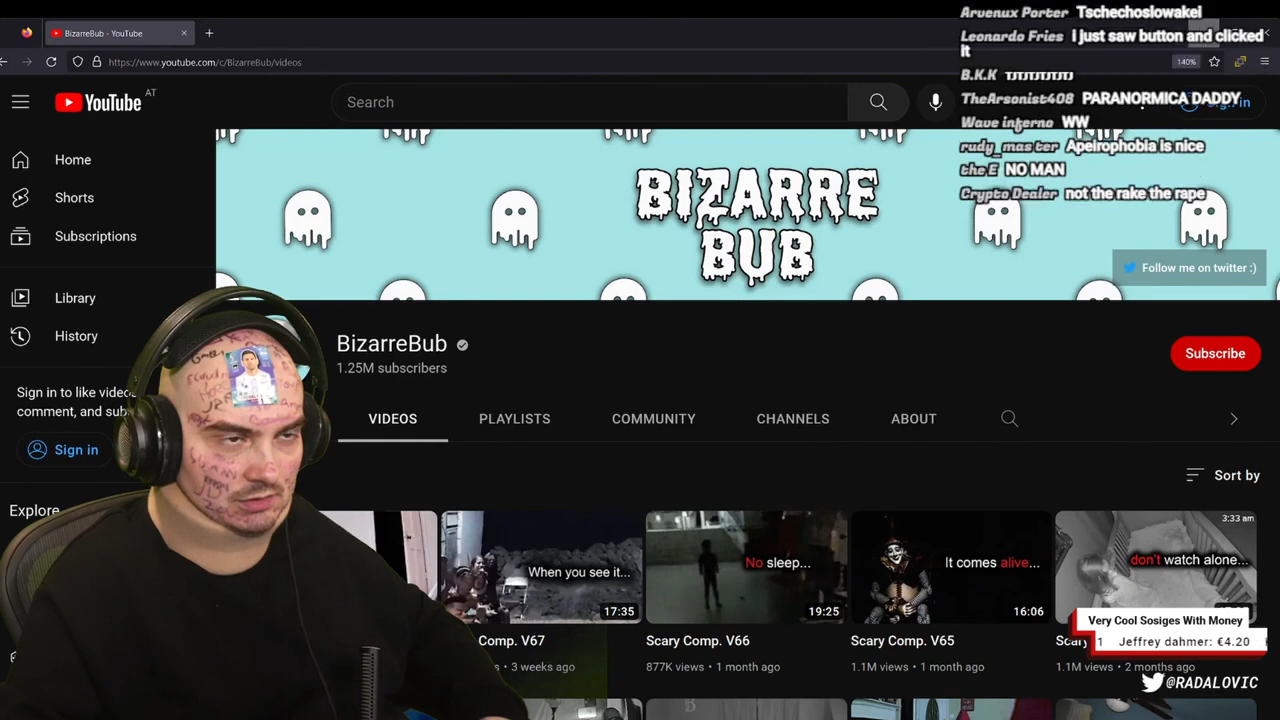 BizarreBub - YouTube
https://www.youtube.com/c/BizarreBub/videos
140%
Arvenux Porter Tschechoslowakei
Leonardo Fries i just saw button and clicked
it
B.K.K
TheArsonist408 PARANORMICA DADDY
Wave inferno WW
rudy_mas ter Apeirophobia is nice
the E NO MAN
Crypto Dealer not the rake the rape
YouTube AT
Search
Sign in
Home
Shorts
Subscriptions
Library
History
Sign in to like videos
comment, and sub
Sign in
Explore
BIZARRE
BUB
Follow me on twitter :)
BizarreBub
1.25M subscribers
Subscribe
VIDEOS
PLAYLISTS
COMMUNITY
CHANNELS
ABOUT
Sort by
When you see it...
17:35
No sleep...
19:25
It comes alive...
16:06
3:33 am
don't watch alone...
Comp. V67
3 weeks ago
Scary Comp. V66
877K views • 1 month ago
Scary Comp. V65
1.1M views • 1 month ago
Scary
1.1M views • 2 months ago
Very Cool Sosiges With Money
1 Jeffrey dahmer: €4.20
@RADALOVIC